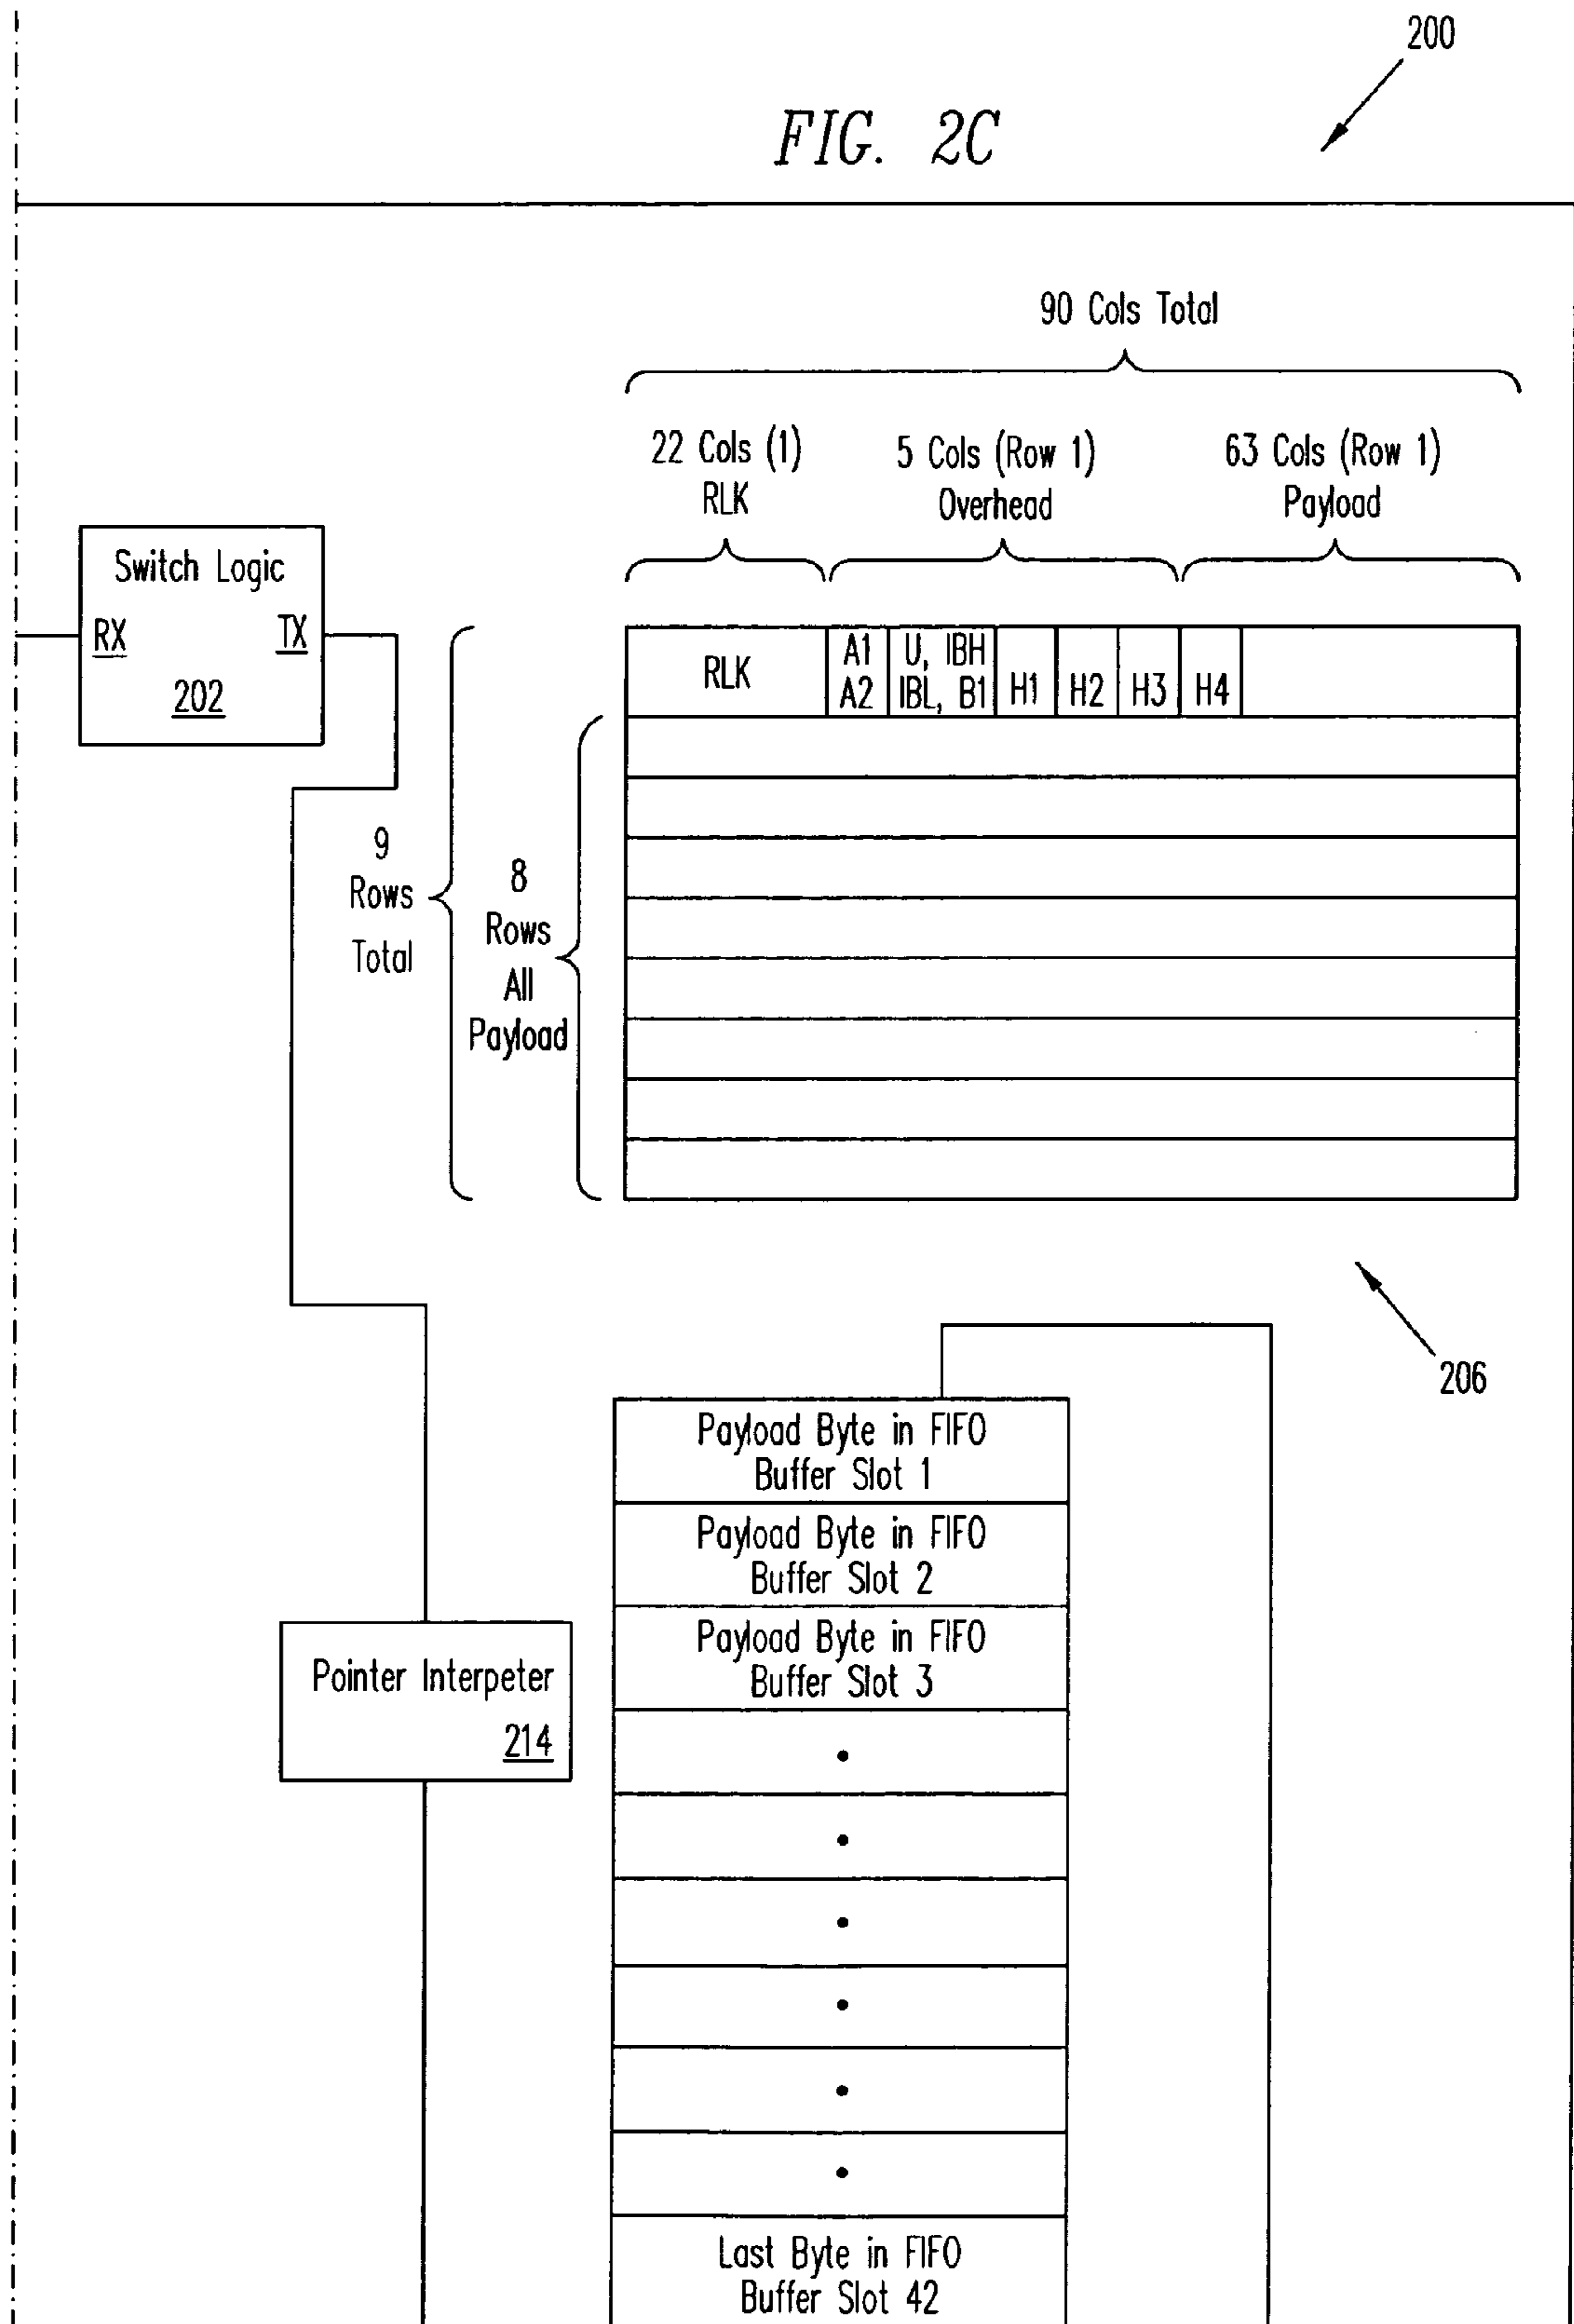 200
FIG. 2C
90 Cols Total
22 Cols (1)
RLK
5 Cols (Row 1)
Overhead
63 Cols (Row 1)
Payload
Switch Logic
RX
TX
202
RLK
A1
A2
U, IBH
IBL, B1
H1
H2
H3
H4
9
Rows
Total
8
Rows
All
Payload
206
Payload Byte in FIFO
Buffer Slot 1
Payload Byte in FIFO
Buffer Slot 2
Payload Byte in FIFO
Buffer Slot 3
Pointer Interpeter
214
Last Byte in FIFO
Buffer Slot 42